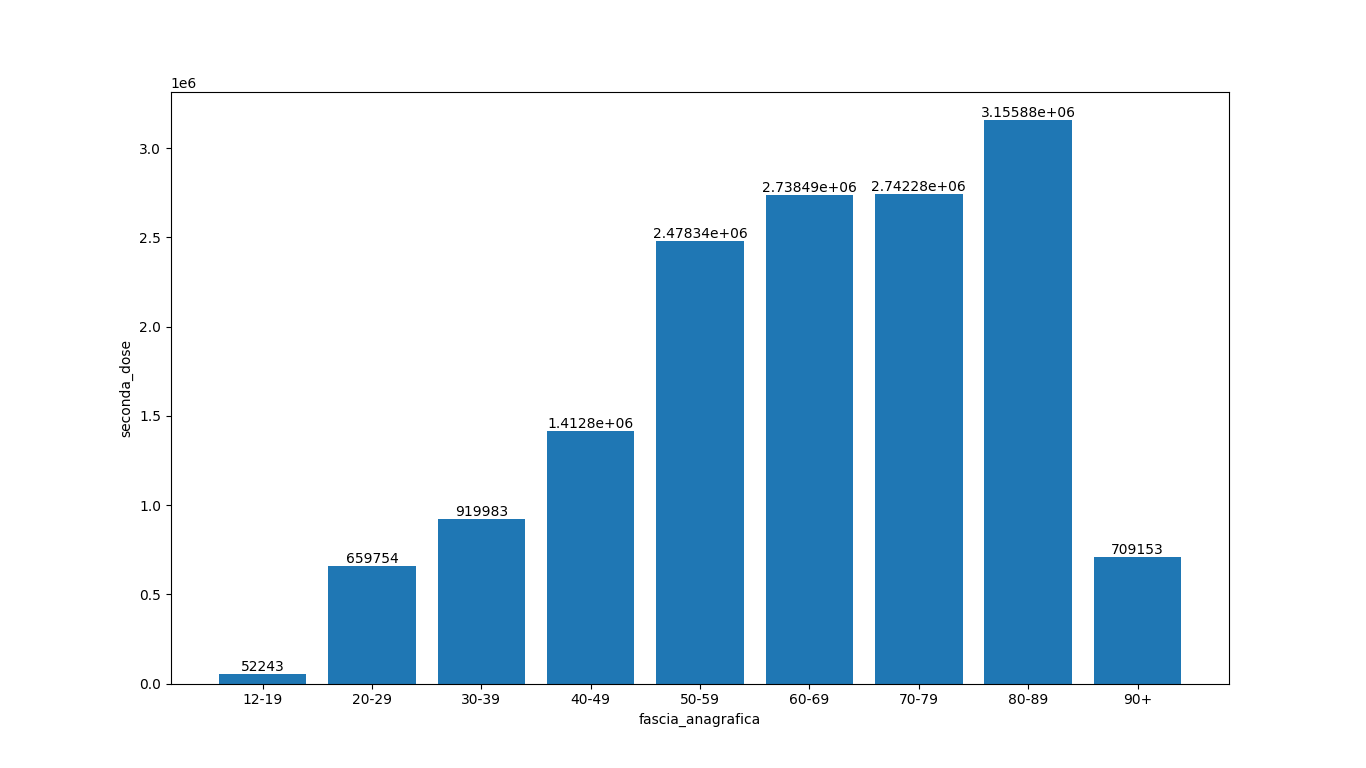 1e6
3.15588e+06
3.0
2.73849e+06 2.74228e+06
2.5
2.47834e+06
2.0
seconda_dose
1.5
1.4128e+06
1.0
919983
659754
709153
0.5
52243
0.0
12-19 20-29 30-39 40-49 50-59 60-69 70-79 80-89 90+
fascia_anagrafica